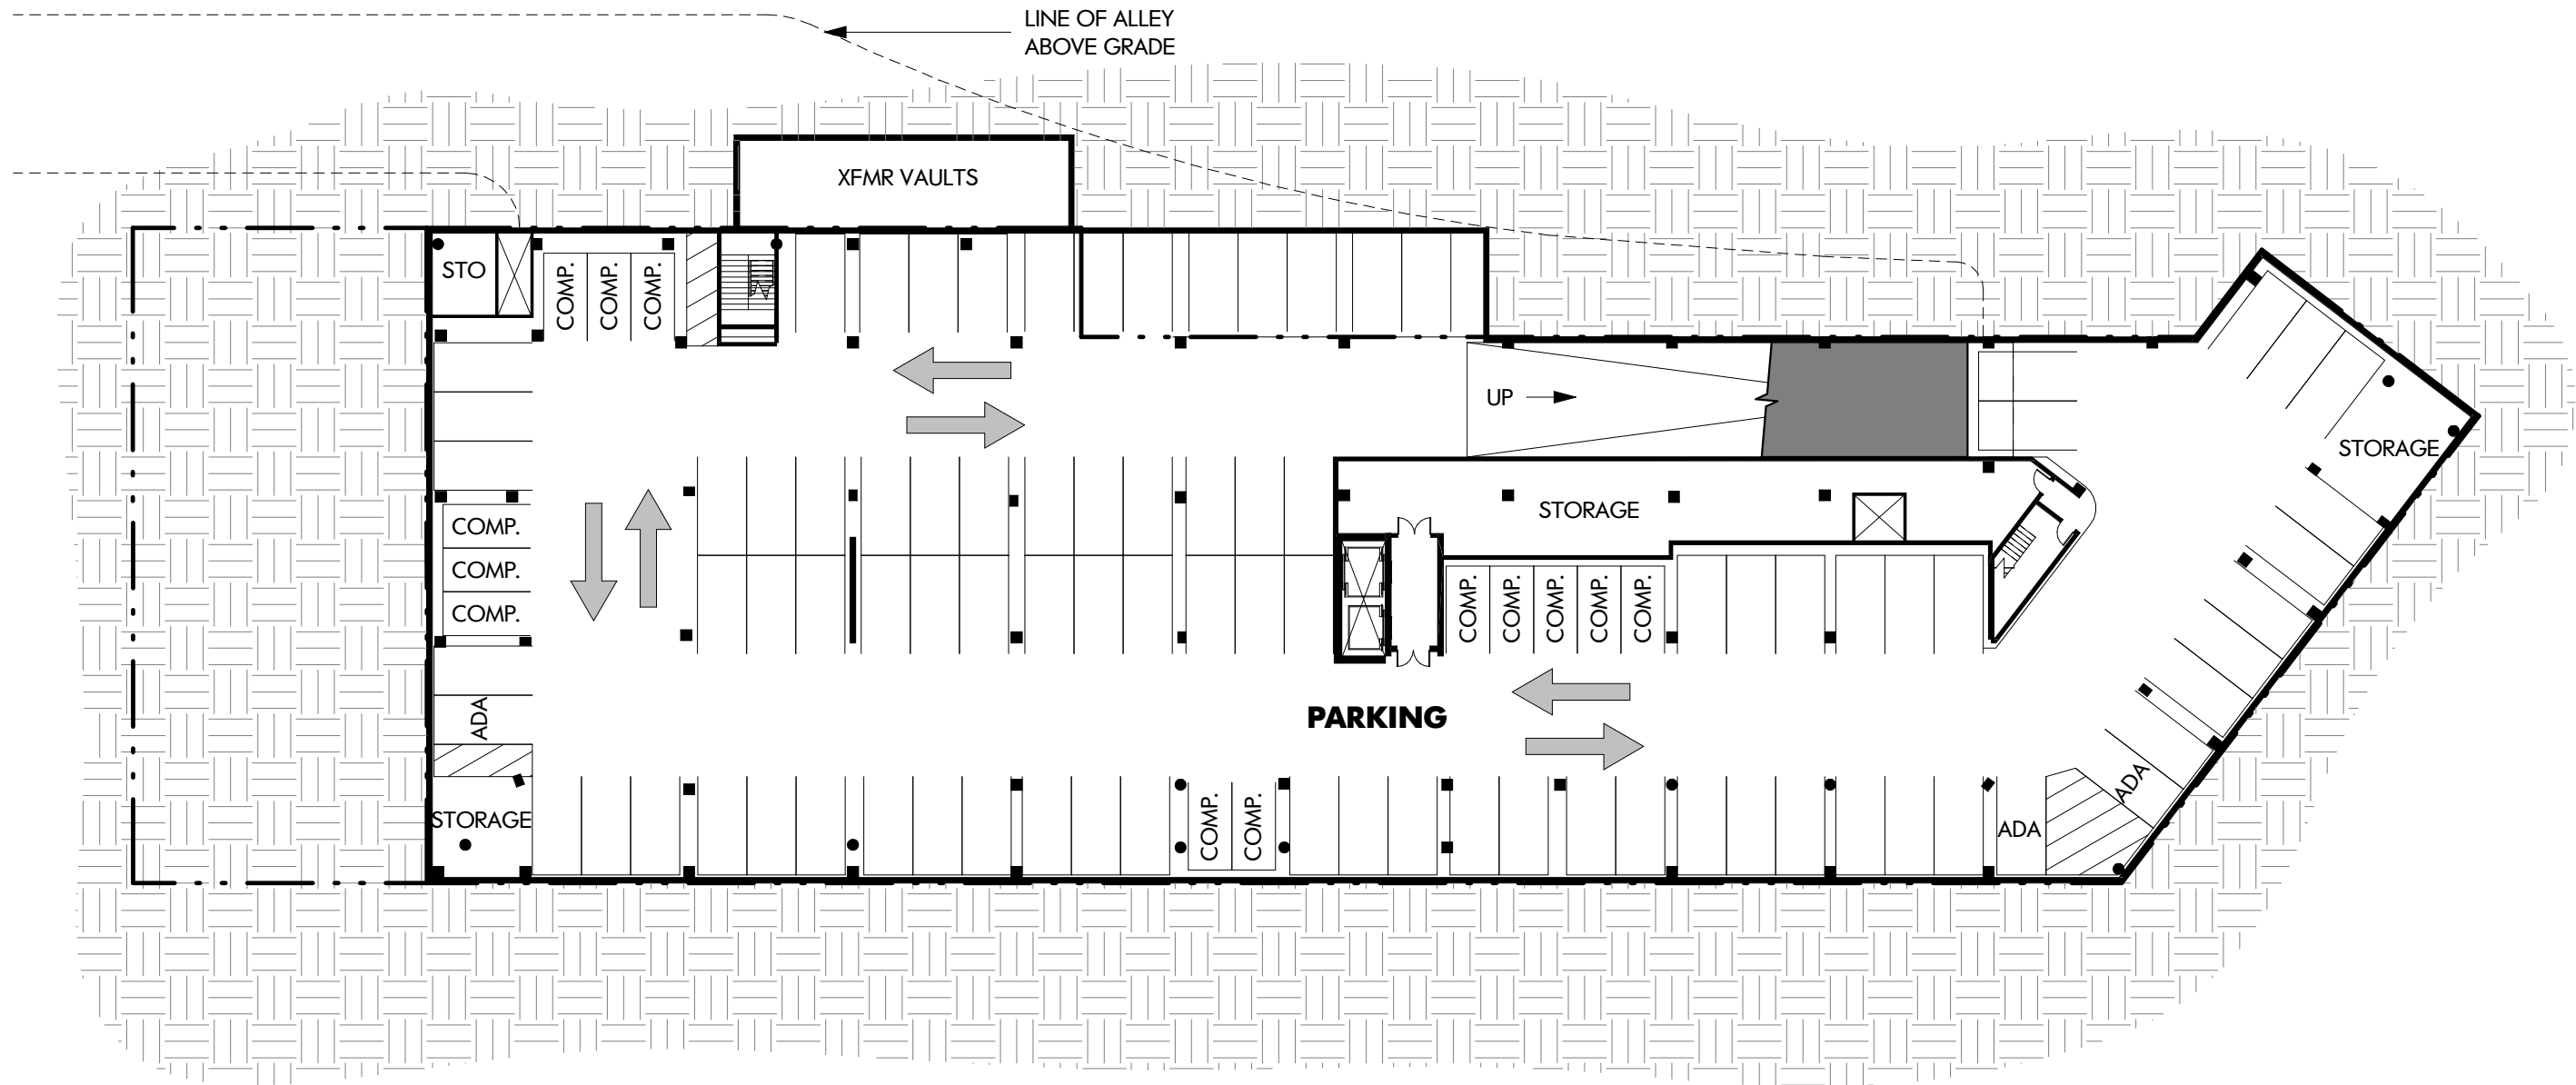 LINE OF ALLEY
ABOVE GRADE
XFMR VAULTS
STO
COMP.
COMP.
COMP.
UP
STORAGE
STORAGE
COMP.
COMP.
COMP.
COMP.
COMP.
COMP.
COMP.
COMP.
ADA
PARKING
STORAGE
COMP.
COMP.
ADA
ADA